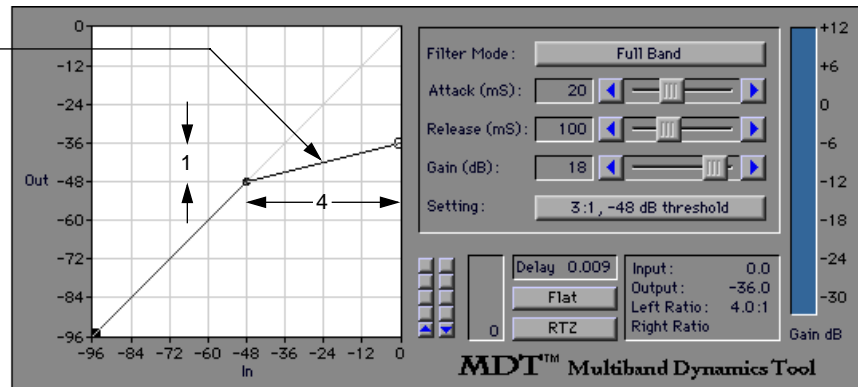 0
-12
-24
-36
-48
-60
-72
-84
-96
Out
1
4
-96 -84 -72 -60 -48 -36 -24 -12 0
In
Filter Mode: Full Band
Attack (mS): 20
Release (mS): 100
Gain (dB): 18
Setting: 3:1, -48 dB threshold
0
Delay 0.009
Flat
RTZ
Input: 0.0
Output: -36.0
Left Ratio: 4.0:1
Right Ratio
+12
+6
0
-6
-12
-18
-24
-30
Gain dB
MDT™ Multiband Dynamics Tool